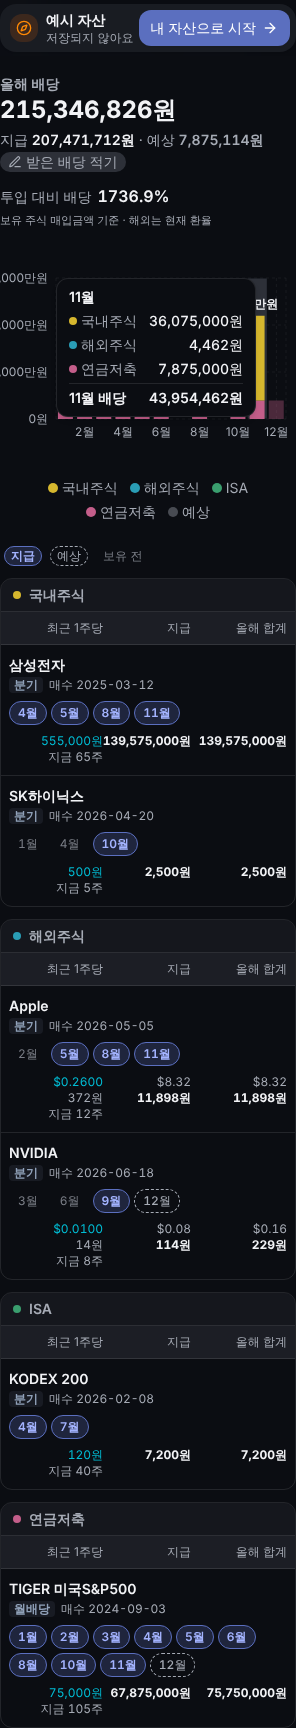 예시 자산
저장되지 않아요
내 자산으로 시작 →
올해 배당
215,346,826원
지급 207,471,712원 · 예상 7,875,114원
받은 배당 적기
투입 대비 배당 1736.9%
보유 주식 매입금액 기준 · 해외는 현재 환율
,000만원
,000만원
,000만원
0원
만원
11월
국내주식 36,075,000원
해외주식 4,462원
연금저축 7,875,000원
11월 배당 43,954,462원
2월 4월 6월 8월 10월 12월
국내주식 해외주식 ISA
연금저축 예상
지급 예상 보유 전
국내주식
최근 1주당 지급 올해 합계
삼성전자
분기 매수 2025-03-12
4월 5월 8월 11월
555,000원 139,575,000원 139,575,000원
지금 65주
SK하이닉스
분기 매수 2026-04-20
1월 4월 10월
500원 2,500원 2,500원
지금 5주
해외주식
최근 1주당 지급 올해 합계
Apple
분기 매수 2026-05-05
2월 5월 8월 11월
$0.2600 $8.32 $8.32
372원 11,898원 11,898원
지금 12주
NVIDIA
분기 매수 2026-06-18
3월 6월 9월 12월
$0.0100 $0.08 $0.16
14원 114원 229원
지금 8주
ISA
최근 1주당 지급 올해 합계
KODEX 200
분기 매수 2026-02-08
4월 7월
120원 7,200원 7,200원
지금 40주
연금저축
최근 1주당 지급 올해 합계
TIGER 미국S&P500
월배당 매수 2024-09-03
1월 2월 3월 4월 5월 6월
8월 10월 11월 12월
75,000원 67,875,000원 75,750,000원
지금 105주